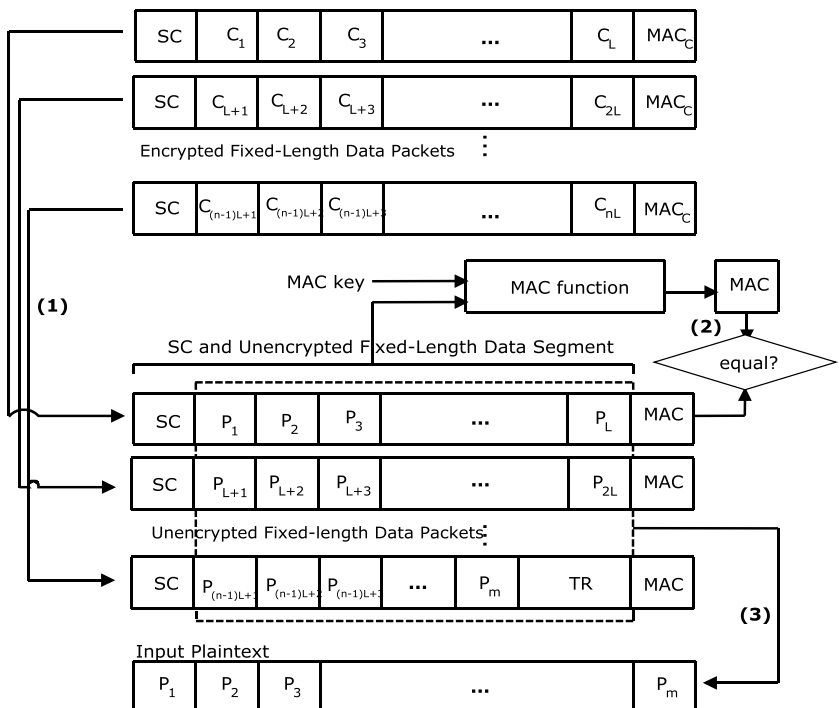 SC C1 C2 C3 ... CL MACC
SC CL+1 CL+2 CL+3 ... C2L MACC
Encrypted Fixed-Length Data Packets ...
SC C(n-1)L+1 C(n-1)L+2 C(n-1)L+3 ... CnL MACC
MAC key MAC function MAC
(1)
(2)
SC and Unencrypted Fixed-Length Data Segment
equal?
SC P1 P2 P3 ... PL MAC
SC PL+1 PL+2 PL+3 ... P2L MAC
Unencrypted Fixed-length Data Packets ...
SC P(n-1)L+1 P(n-1)L+2 P(n-1)L+3 ... Pm TR MAC
(3)
Input Plaintext
P1 P2 P3 ... Pm